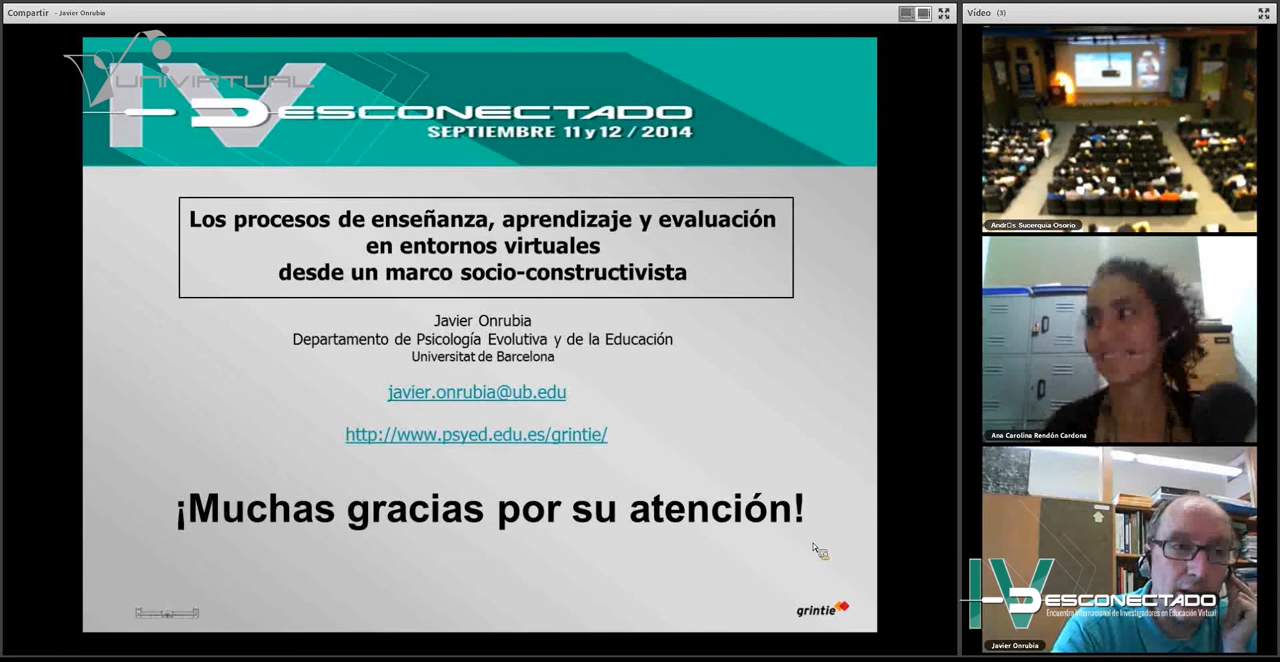 Compartir - Javier Onrubia
Vídeo (3)
UNIVIRTUAL
IV
DESCONECTADO
SEPTIEMBRE 11 y 12 / 2014
Los procesos de enseñanza, aprendizaje y evaluación
en entornos virtuales
desde un marco socio-constructivista
Javier Onrubia
Departamento de Psicología Evolutiva y de la Educación
Universitat de Barcelona
javier.onrubia@ub.edu
http://www.psyed.edu.es/grintie/
¡Muchas gracias por su atención!
grintie
Andr□s Sucerquia Osorio
Ana Carolina Rendón Cardona
IV
DESCONECTADO
Encuentro Internacional de Investigadores en Educación Virtual
Javier Onrubia